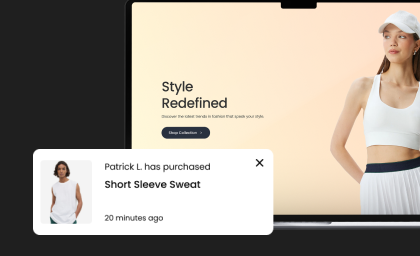 Style
Redefined
Discover the latest trends in fashion that guide your style.
Shop Collection
Patrick L. has purchased
Short Sleeve Sweat
20 minutes ago